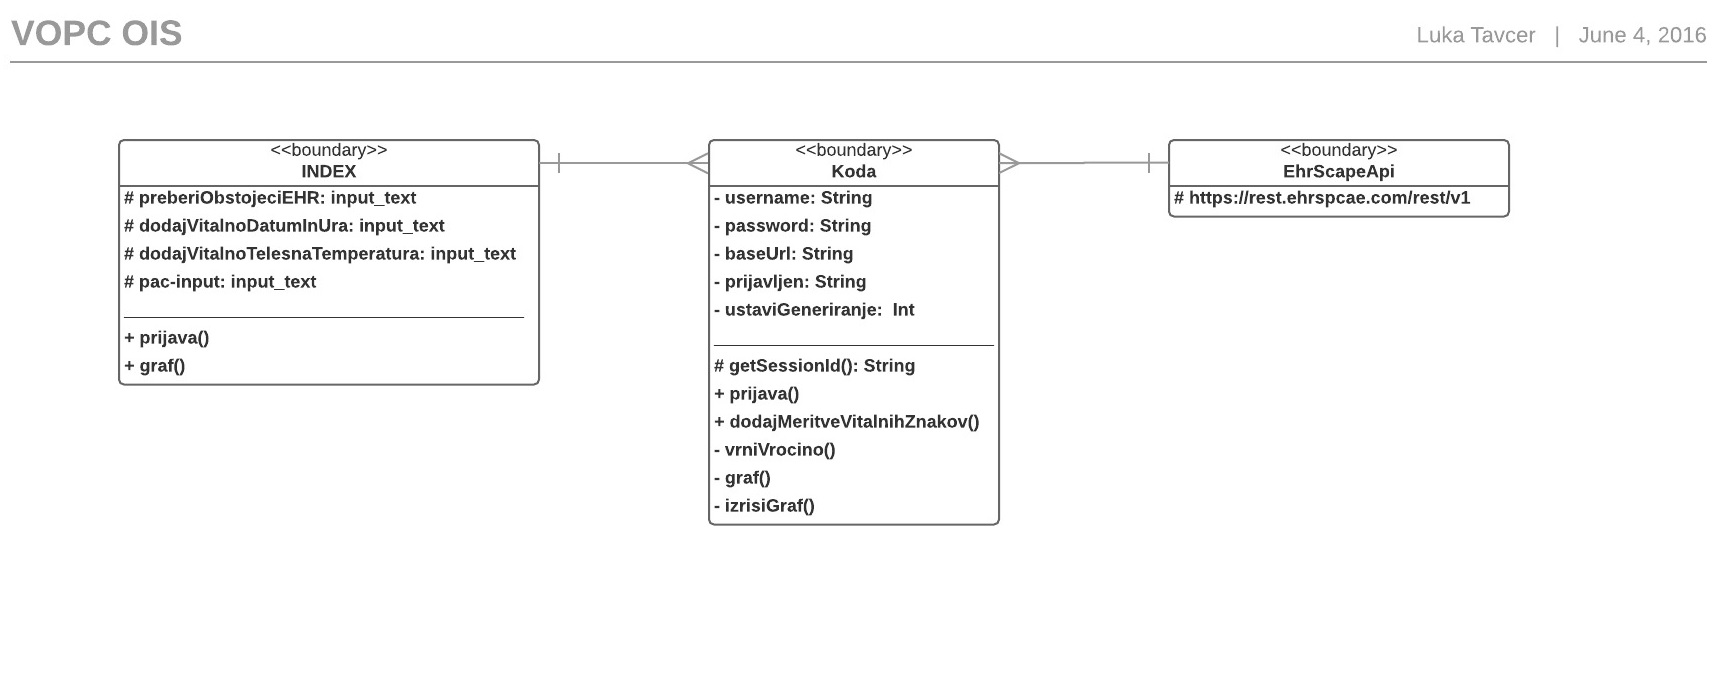 VOPC OIS
Luka Tavcer | June 4, 2016
<<boundary>>
INDEX
# preberiObstojeciEHR: input_text
# dodajVitalnoDatumInUra: input_text
# dodajVitalnoTelesnaTemperatura: input_text
# pac-input: input_text
+ prijava()
+ graf()
<<boundary>>
Koda
- username: String
- password: String
- baseUrl: String
- prijavljen: String
- ustaviGeneriranje:  Int
# getSessionId(): String
+ prijava()
+ dodajMeritveVitalnihZnakov()
- vrniVrocino()
- graf()
- izrisiGraf()
<<boundary>>
EhrScapeApi
# https://rest.ehrspcae.com/rest/v1